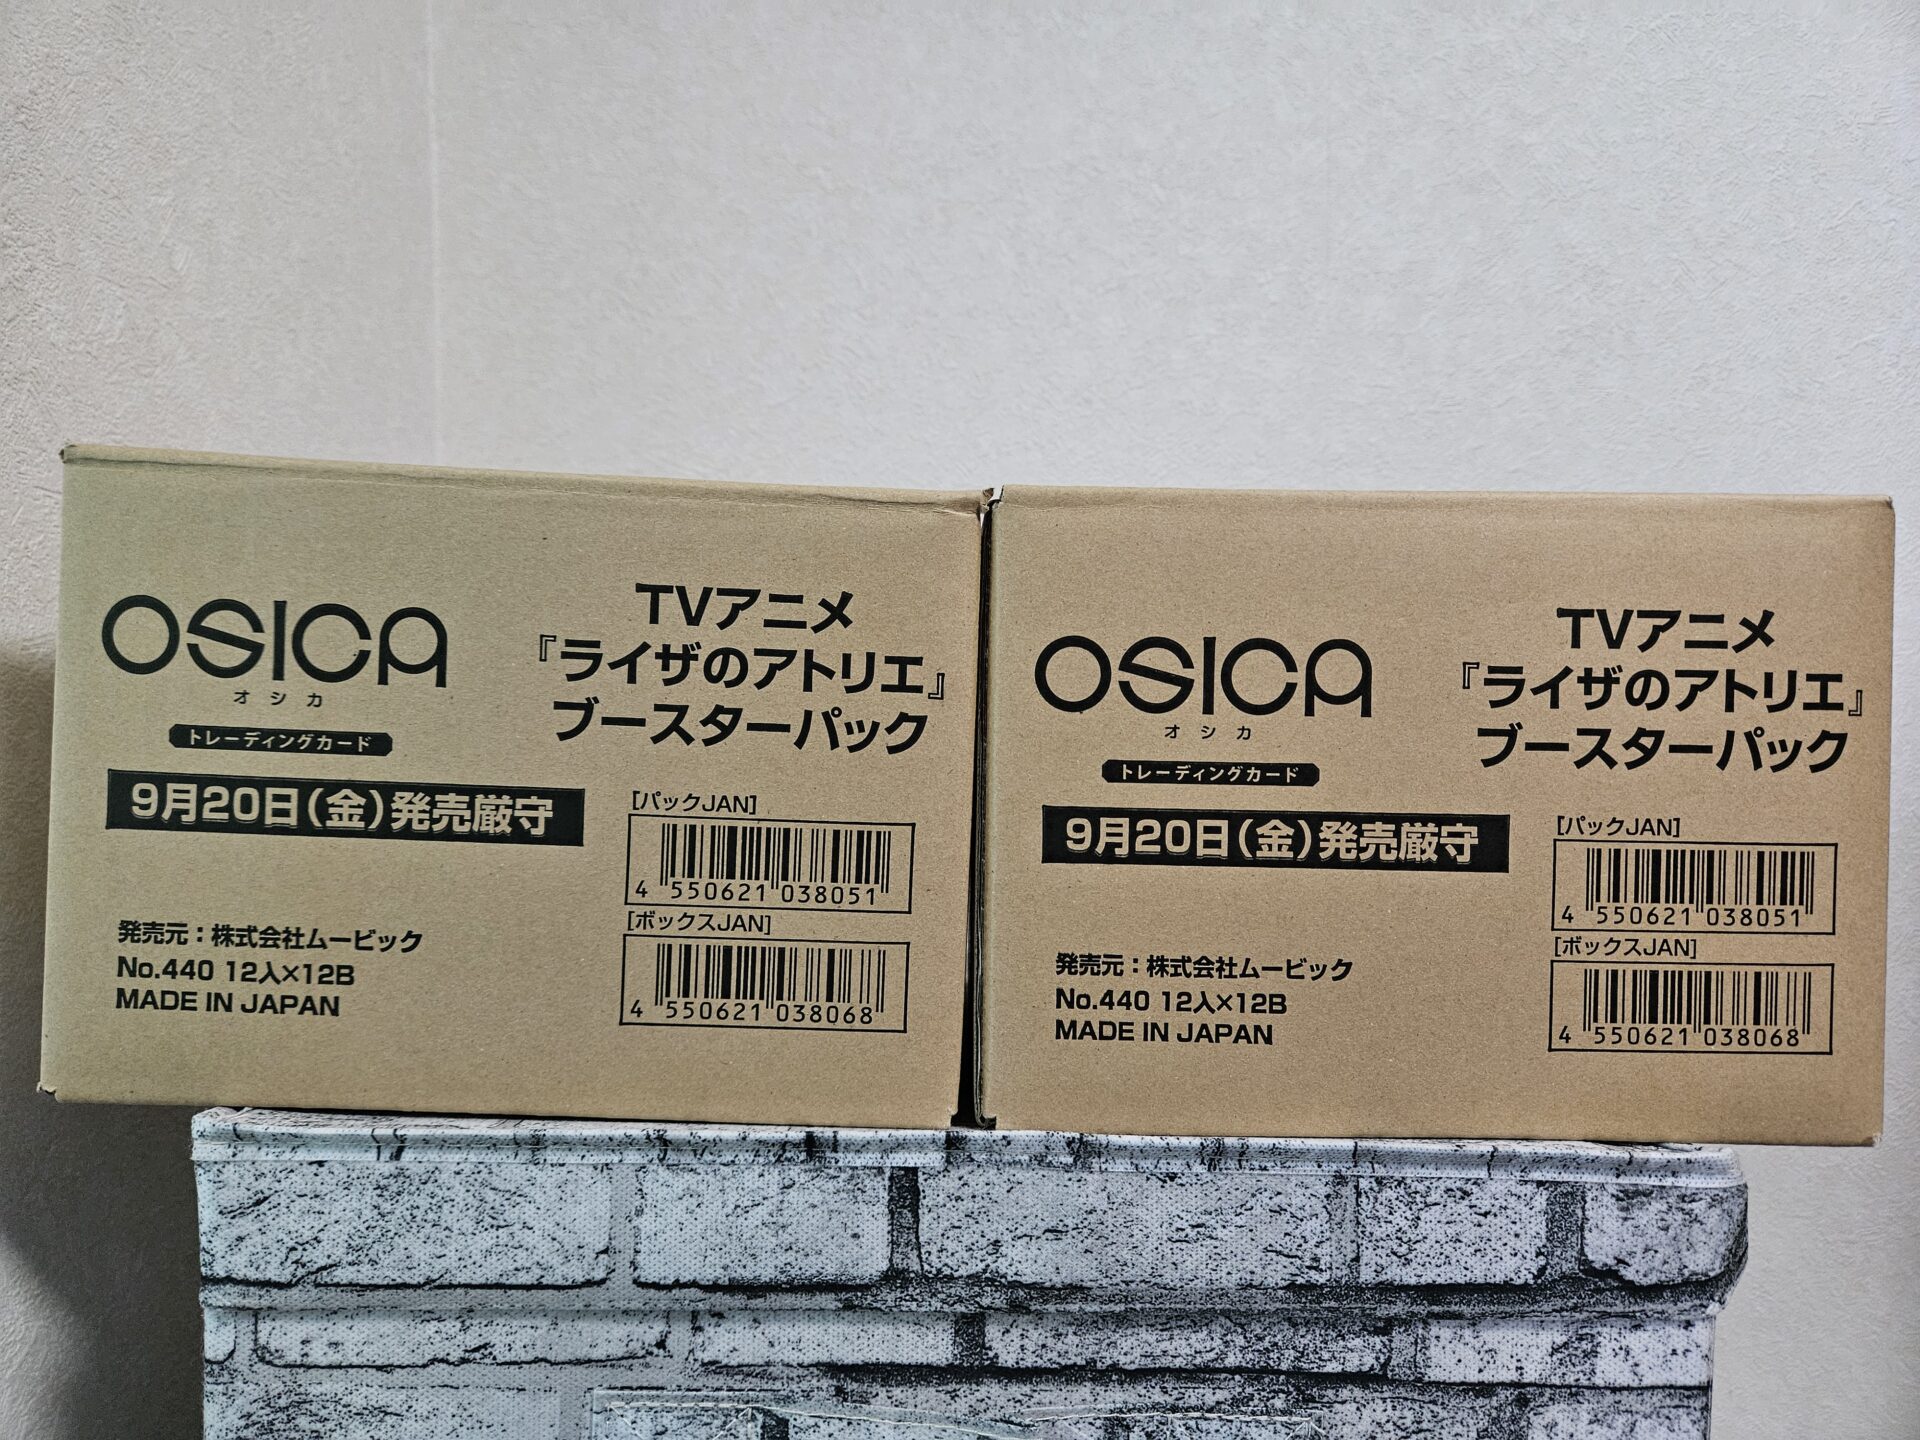 OSICA
オシカ
トレーディングカード
9月20日(金)発売厳守
発売元：株式会社ムービック
No.440 12入×12B
MADE IN JAPAN
TVアニメ
『ライザのアトリエ』
ブースターパック
[パックJAN]
4 550621 038051
[ボックスJAN]
4 550621 038068
OSICA
オシカ
トレーディングカード
9月20日(金)発売厳守
発売元：株式会社ムービック
No.440 12入×12B
MADE IN JAPAN
TVアニメ
『ライザのアトリエ』
ブースターパック
[パックJAN]
4 550621 038051
[ボックスJAN]
4 550621 038068